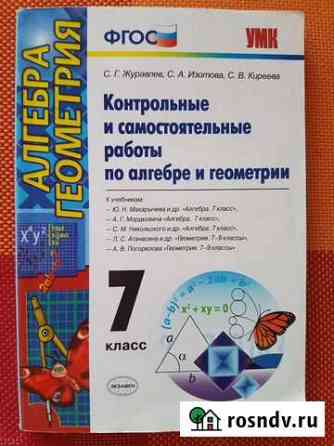 ФГОС
УМК
С. Г. Журавлев, С. А. Изотова, С. В. Киреева
Контрольные
и самостоятельные
работы
по алгебре и геометрии
К учебникам:
– Ю. Н. Макарычева и др. «Алгебра. 7 класс»,
– А. Г. Мордковича «Алгебра. 7 класс»,
– С. М. Никольского и др. «Алгебра. 7 класс»,
– Л. С. Атанасяна и др. «Геометрия. 7–9 классы»,
– А. В. Погорелова «Геометрия. 7–9 классы»
АЛГЕБРА
ГЕОМЕТРИЯ
7
класс
x² + xy = 0
α
a
ЭКЗАМЕН
rosndv.ru